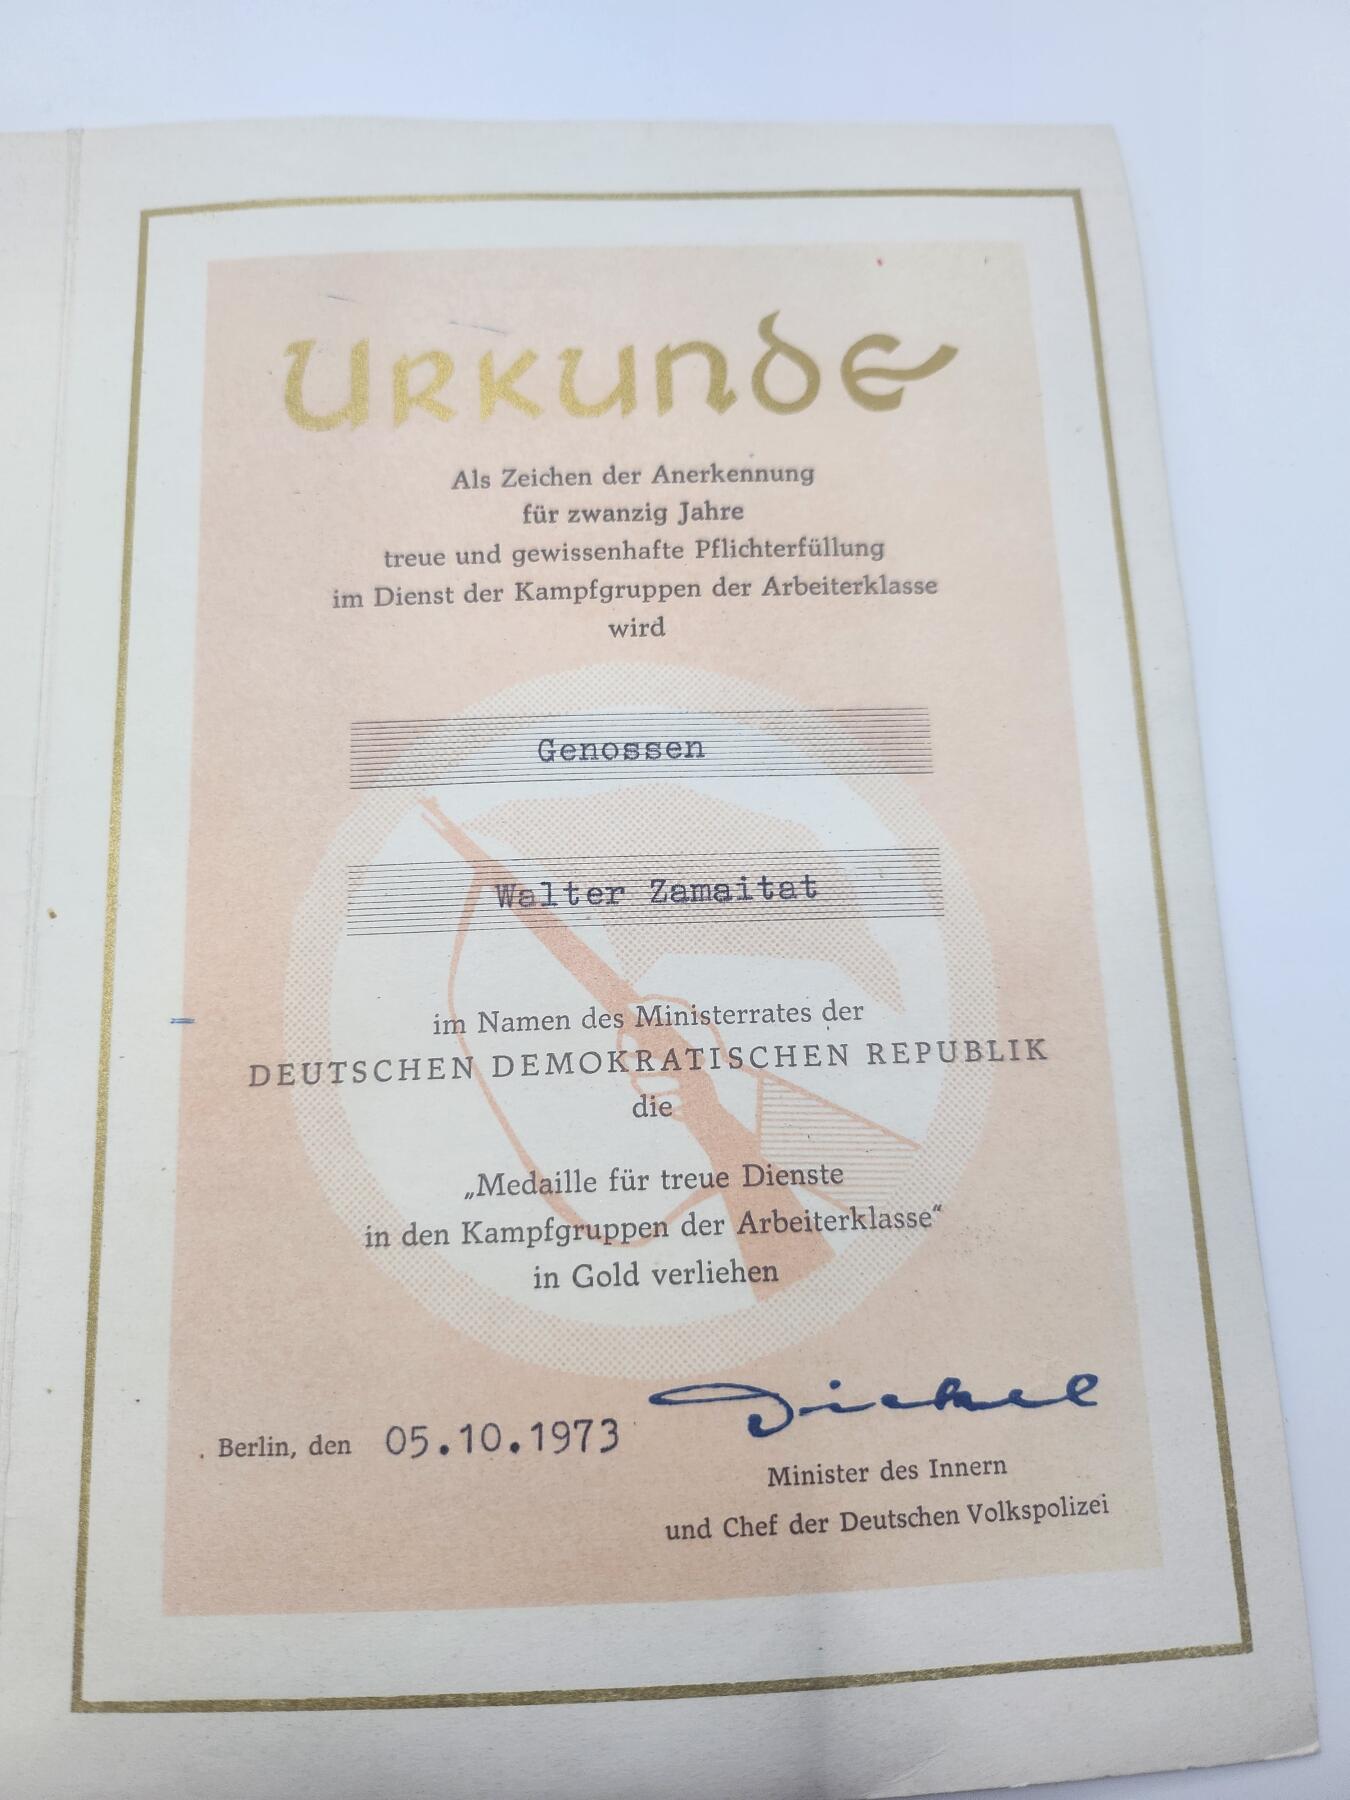 Urkunde
Als Zeichen der Anerkennung
für zwanzig Jahre
treue und gewissenhafte Pflichterfüllung
im Dienst der Kampfgruppen der Arbeiterklasse
wird
Genossen
Walter Zamaitat
im Namen des Ministerrates der
DEUTSCHEN DEMOKRATISCHEN REPUBLIK
die
„Medaille für treue Dienste
in den Kampfgruppen der Arbeiterklasse“
in Gold verliehen
Dickel
Berlin, den 05.10.1973
Minister des Innern
und Chef der Deutschen Volkspolizei